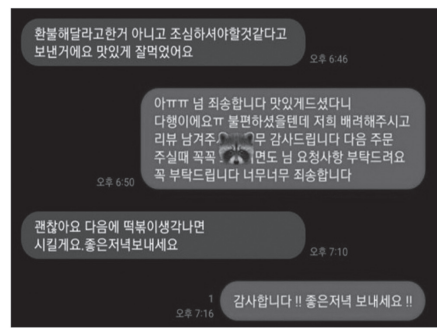 환불해달라고한거 아니고 조심하셔야할것같다고
보낸거에요 맛있게 잘먹었어요
오후 6:46
아ㅠㅠ 넘 죄송합니다 맛있게드셨다니
다행이에요ㅠ 불편하셨을텐데 저희 배려해주시고
리뷰 남겨주 무 감사드립니다 다음 주문
주실때 꼭꼭 면도 님 요청사항 부탁드려요
꼭 부탁드립니다 너무너무 죄송합니다
오후 6:50
괜찮아요 다음에 떡볶이생각나면
시킬게요.좋은저녁보내세요
오후 7:10
감사합니다 !! 좋은저녁 보내세요 !!
1
오후 7:16